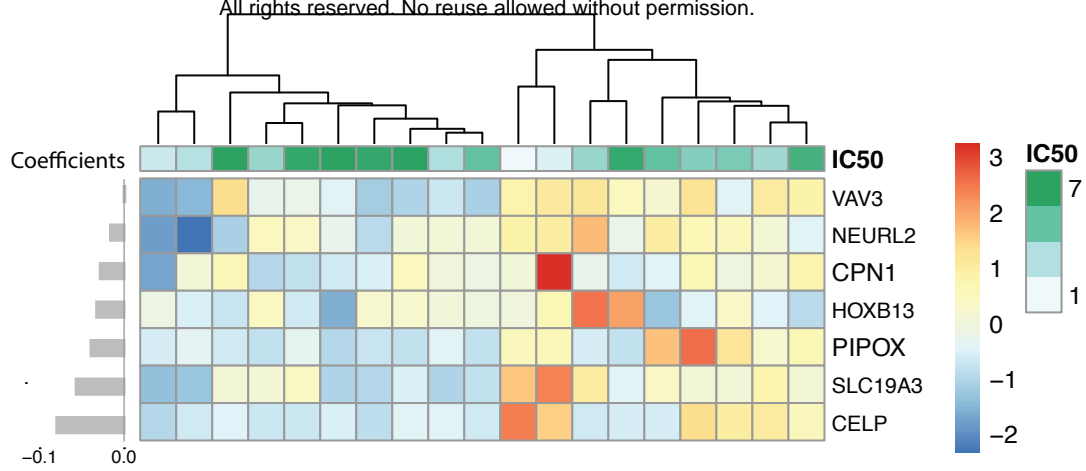 All rights reserved. No reuse allowed without permission.
Coefficients
IC50
VAV3
NEURL2
CPN1
HOXB13
PIPOX
SLC19A3
CELP
−0.1
0.0
3
2
1
0
−1
−2
IC50
7
1